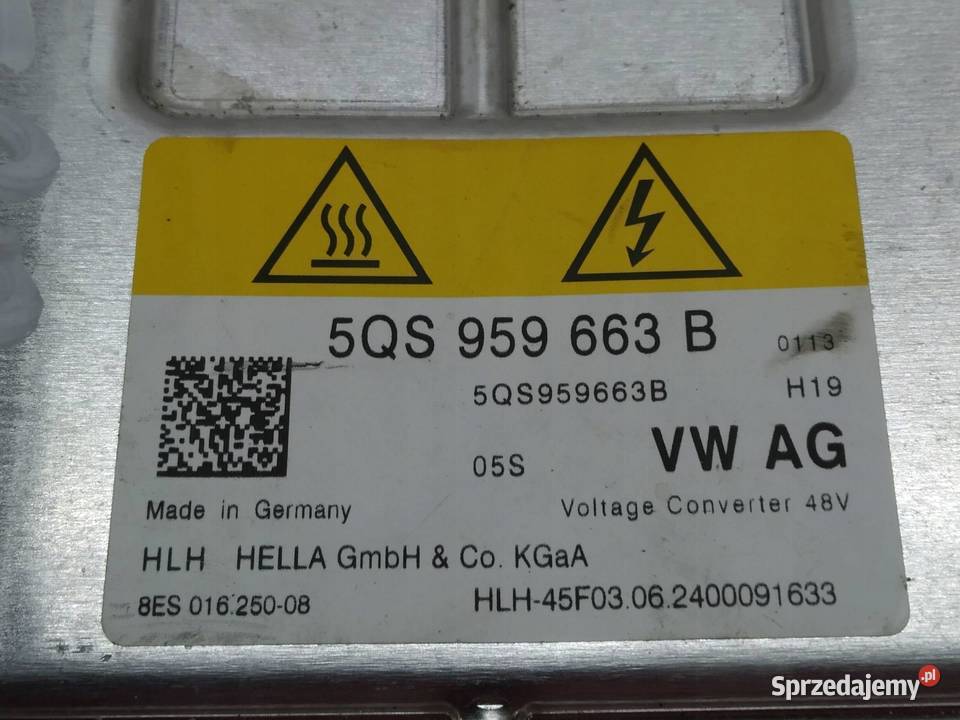 5QS 959 663 B 0113
5QS959663B H19
05S VW AG
Made in Germany Voltage Converter 48V
HLH HELLA GmbH & Co. KGaA
8ES 016.250-08 HLH-45F03.06.2400091633
Sprzedajemy.pl